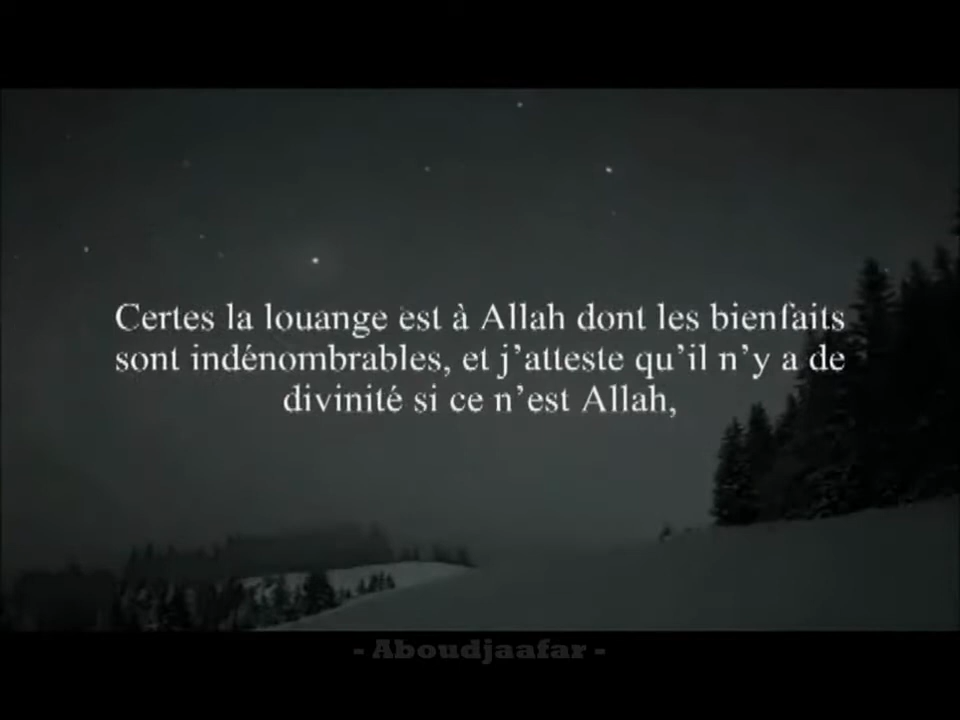 Certes la louange est à Allah dont les bienfaits
sont indénombrables, et j’atteste qu’il n’y a de
divinité si ce n’est Allah,
- Aboudjaafar -